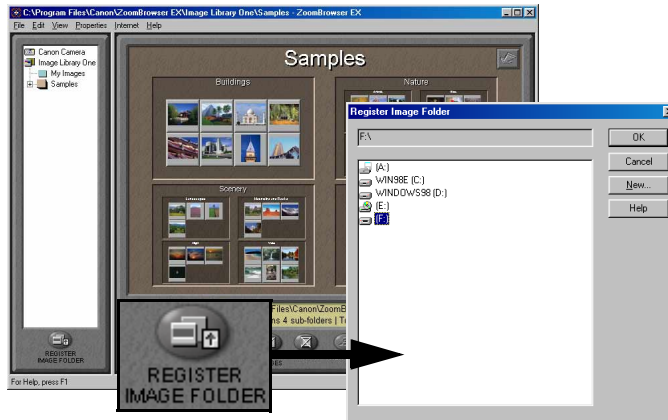 C:\Program Files\Canon\ZoomBrowser EX\Image Library One\Samples - ZoomBrowser EX
File Edit View Properties Internet Help
Canon Camera
Image Library One
My Images
Samples
Samples
Buildings
Nature
Scenery
Files\Canon\ZoomB
ns 4 sub-folders | T
REGISTER
IMAGE FOLDER
For Help, press F1
REGISTER
IMAGE FOLDER
Register Image Folder
F:\
OK
Cancel
New...
Help
(A:)
WIN98E (C:)
WINDOWS98 (D:)
(E:)
(F:)